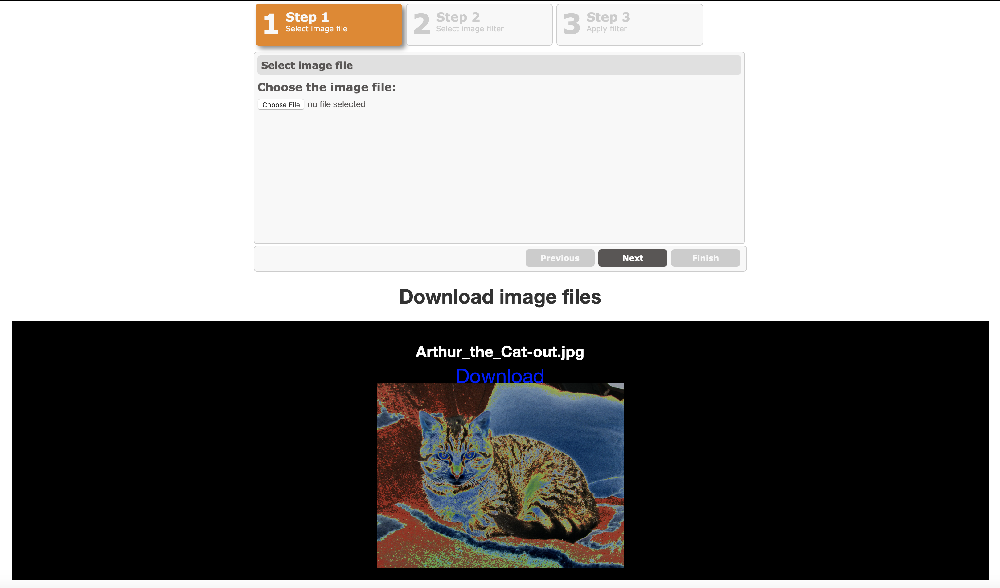 1 Step 1
Select image file
2 Step 2
Select image filter
3 Step 3
Apply filter
Select image file
Choose the image file:
Choose File no file selected
Previous Next Finish
Download image files
Arthur_the_Cat-out.jpg
Download